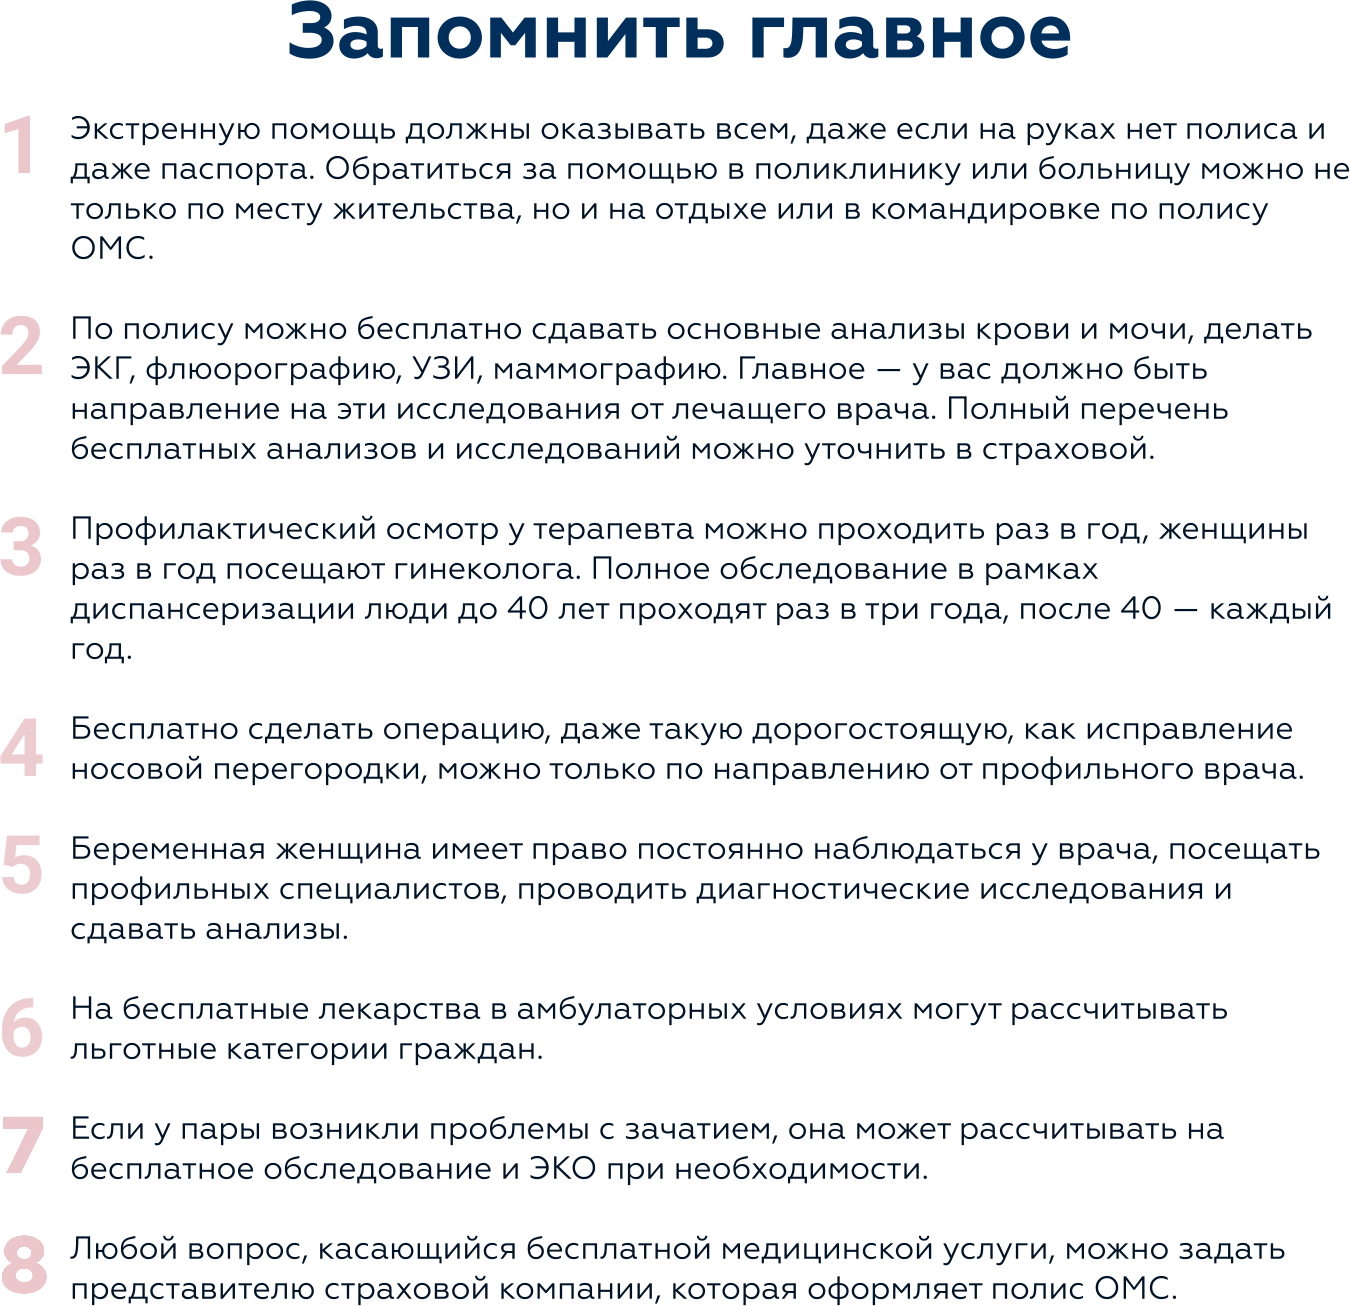 Запомнить главное
1 Экстренную помощь должны оказывать всем, даже если на руках нет полиса и
даже паспорта. Обратиться за помощью в поликлинику или больницу можно не
только по месту жительства, но и на отдыхе или в командировке по полису
ОМС.
2 По полису можно бесплатно сдавать основные анализы крови и мочи, делать
ЭКГ, флюорографию, УЗИ, маммографию. Главное — у вас должно быть
направление на эти исследования от лечащего врача. Полный перечень
бесплатных анализов и исследований можно уточнить в страховой.
3 Профилактический осмотр у терапевта можно проходить раз в год, женщины
раз в год посещают гинеколога. Полное обследование в рамках
диспансеризации люди до 40 лет проходят раз в три года, после 40 — каждый
год.
4 Бесплатно сделать операцию, даже такую дорогостоящую, как исправление
носовой перегородки, можно только по направлению от профильного врача.
5 Беременная женщина имеет право постоянно наблюдаться у врача, посещать
профильных специалистов, проводить диагностические исследования и
сдавать анализы.
6 На бесплатные лекарства в амбулаторных условиях могут рассчитывать
льготные категории граждан.
7 Если у пары возникли проблемы с зачатием, она может рассчитывать на
бесплатное обследование и ЭКО при необходимости.
8 Любой вопрос, касающийся бесплатной медицинской услуги, можно задать
представителю страховой компании, которая оформляет полис ОМС.